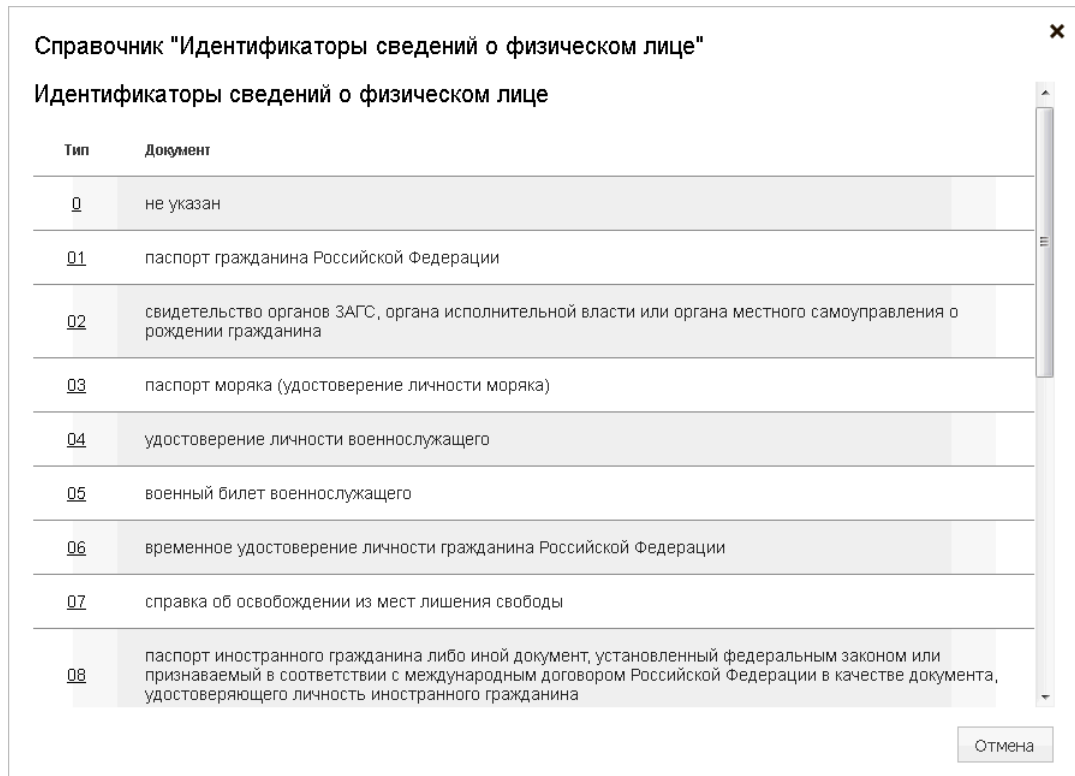 Справочник "Идентификаторы сведений о физическом лице"
Идентификаторы сведений о физическом лице
Тип Документ
0 не указан
01 паспорт гражданина Российской Федерации
02 свидетельство органов ЗАГС, органа исполнительной власти или органа местного самоуправления о
рождении гражданина
03 паспорт моряка (удостоверение личности моряка)
04 удостоверение личности военнослужащего
05 военный билет военнослужащего
06 временное удостоверение личности гражданина Российской Федерации
07 справка об освобождении из мест лишения свободы
08 паспорт иностранного гражданина либо иной документ, установленный федеральным законом или
признаваемый в соответствии с международным договором Российской Федерации в качестве документа,
удостоверяющего личность иностранного гражданина
Отмена